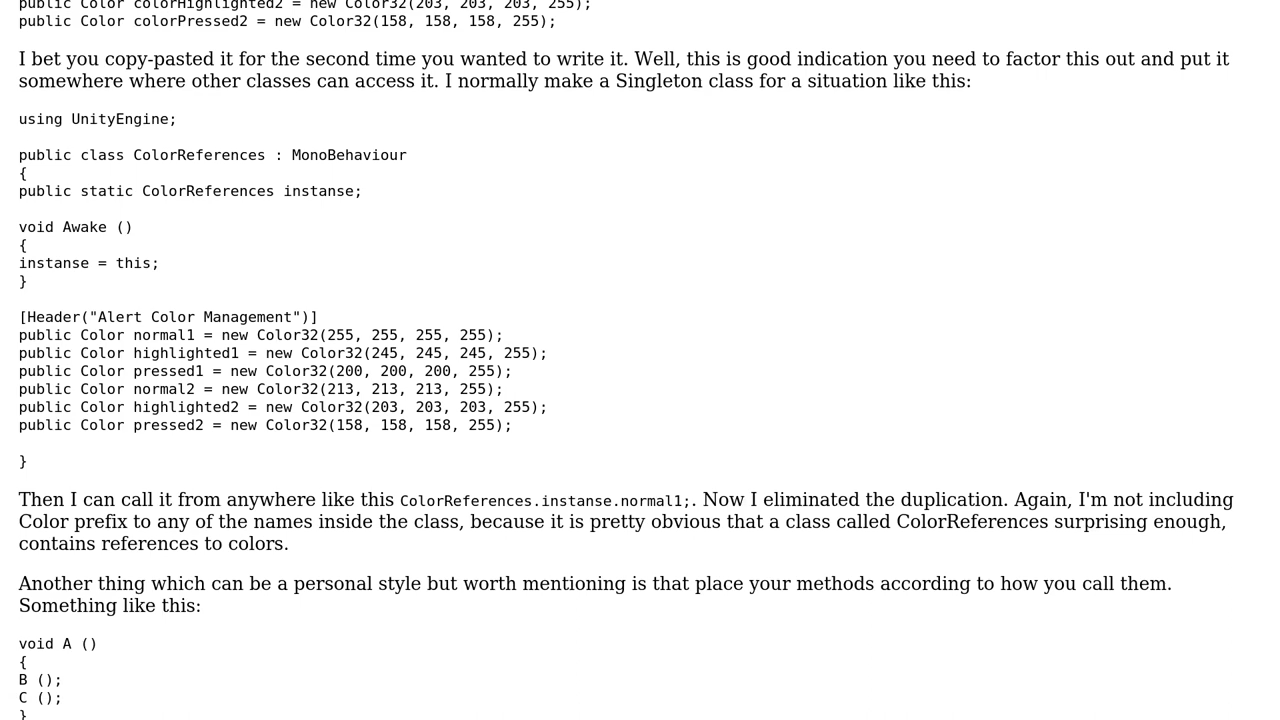 public Color colorHighlighted2 = new Color32(203, 203, 203, 255);
public Color colorPressed2 = new Color32(158, 158, 158, 255);
I bet you copy-pasted it for the second time you wanted to write it. Well, this is good indication you need to factor this out and put it
somewhere where other classes can access it. I normally make a Singleton class for a situation like this:
using UnityEngine;
public class ColorReferences : MonoBehaviour
{
public static ColorReferences instanse;
void Awake ()
{
instanse = this;
}
[Header("Alert Color Management")]
public Color normal1 = new Color32(255, 255, 255, 255);
public Color highlighted1 = new Color32(245, 245, 245, 255);
public Color pressed1 = new Color32(200, 200, 200, 255);
public Color normal2 = new Color32(213, 213, 213, 255);
public Color highlighted2 = new Color32(203, 203, 203, 255);
public Color pressed2 = new Color32(158, 158, 158, 255);
}
Then I can call it from anywhere like this ColorReferences.instanse.normal1;. Now I eliminated the duplication. Again, I'm not including
Color prefix to any of the names inside the class, because it is pretty obvious that a class called ColorReferences surprising enough,
contains references to colors.
Another thing which can be a personal style but worth mentioning is that place your methods according to how you call them.
Something like this:
void A ()
{
B ();
C ();
}